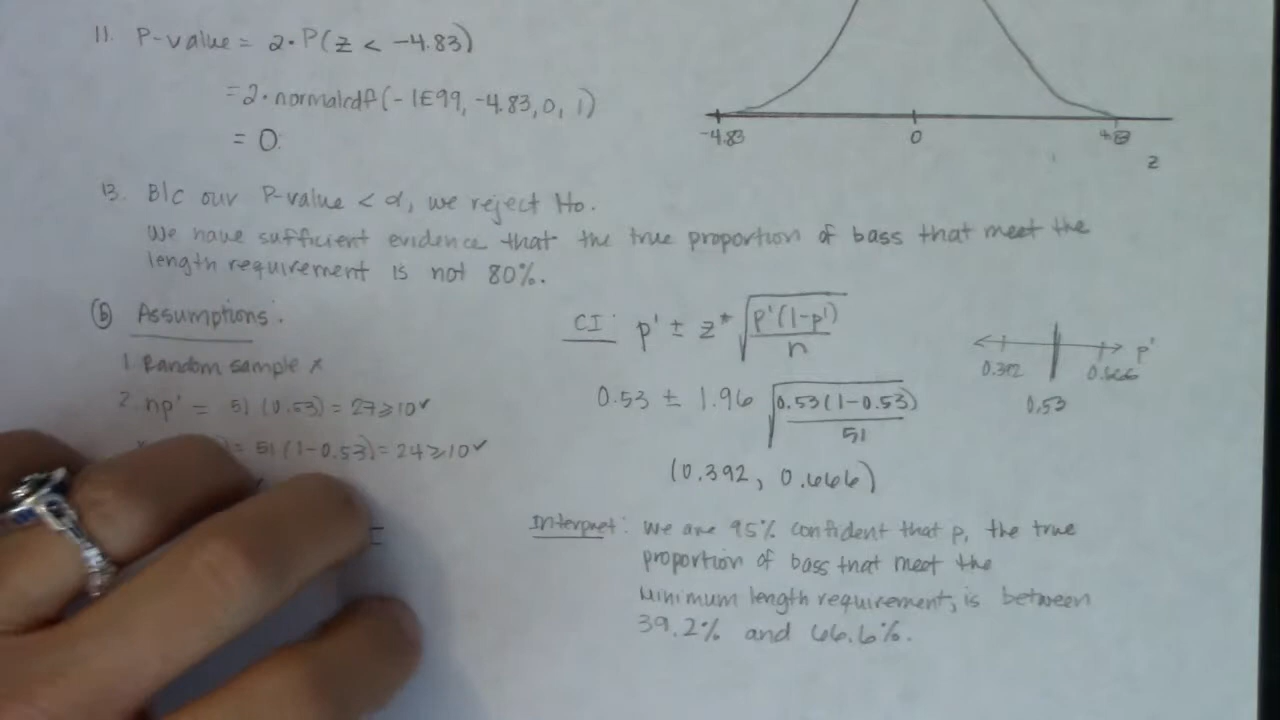 11. P-value = 2·P(z < -4.83)
= 2·normalcdf(-1E99, -4.83, 0, 1)
= 0.
-4.83 0 4.83
z
13. B/c our P-value < α, we reject Ho.
We have sufficient evidence that the true proportion of bass that meet the
length requirement is not 80%.
(b) Assumptions:
1. Random sample x
2. np' = 51(0.53) = 27 ≥ 10 ✓
= 51(1-0.53) = 24 ≥ 10 ✓
CI: p' ± z* √(p'(1-p')/n)
0.53 ± 1.96 √(0.53(1-0.53)/51)
(0.392, 0.666)
p'
0.392 0.666
0.53
Interpret: We are 95% confident that p, the true
proportion of bass that meet the
minimum length requirement, is between
39.2% and 66.6%.